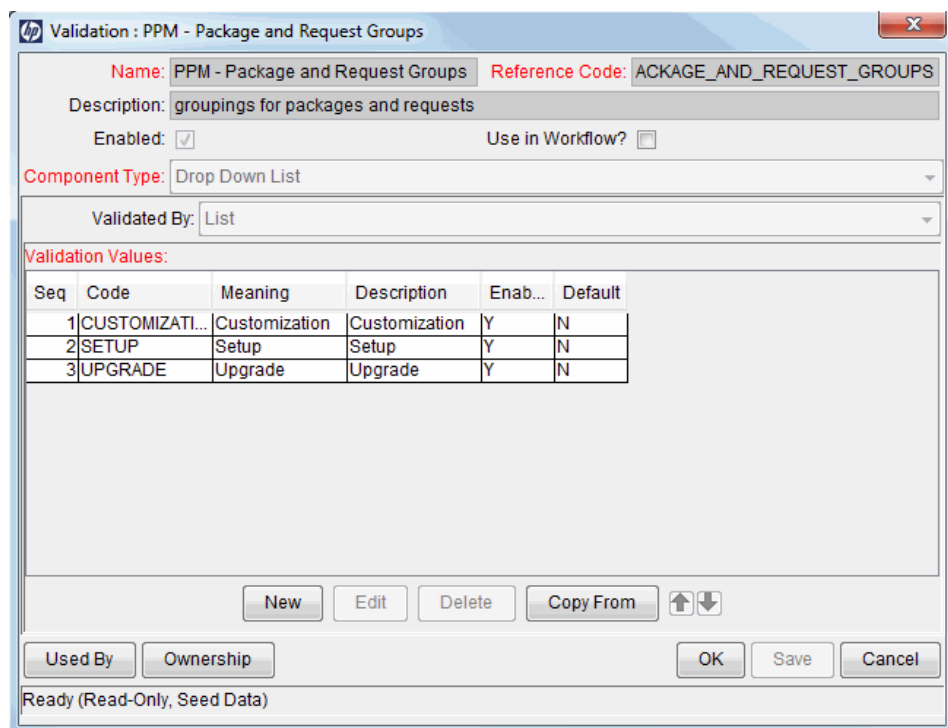 hp Validation : PPM - Package and Request Groups X
Name: PPM - Package and Request Groups Reference Code: ACKAGE_AND_REQUEST_GROUPS
Description: groupings for packages and requests
Enabled: Use in Workflow?
Component Type: Drop Down List
Validated By: List
Validation Values:
Seq Code Meaning Description Enab... Default
1 CUSTOMIZATI... Customization Customization Y N
2 SETUP Setup Setup Y N
3 UPGRADE Upgrade Upgrade Y N
New Edit Delete Copy From
Used By Ownership OK Save Cancel
Ready (Read-Only, Seed Data)